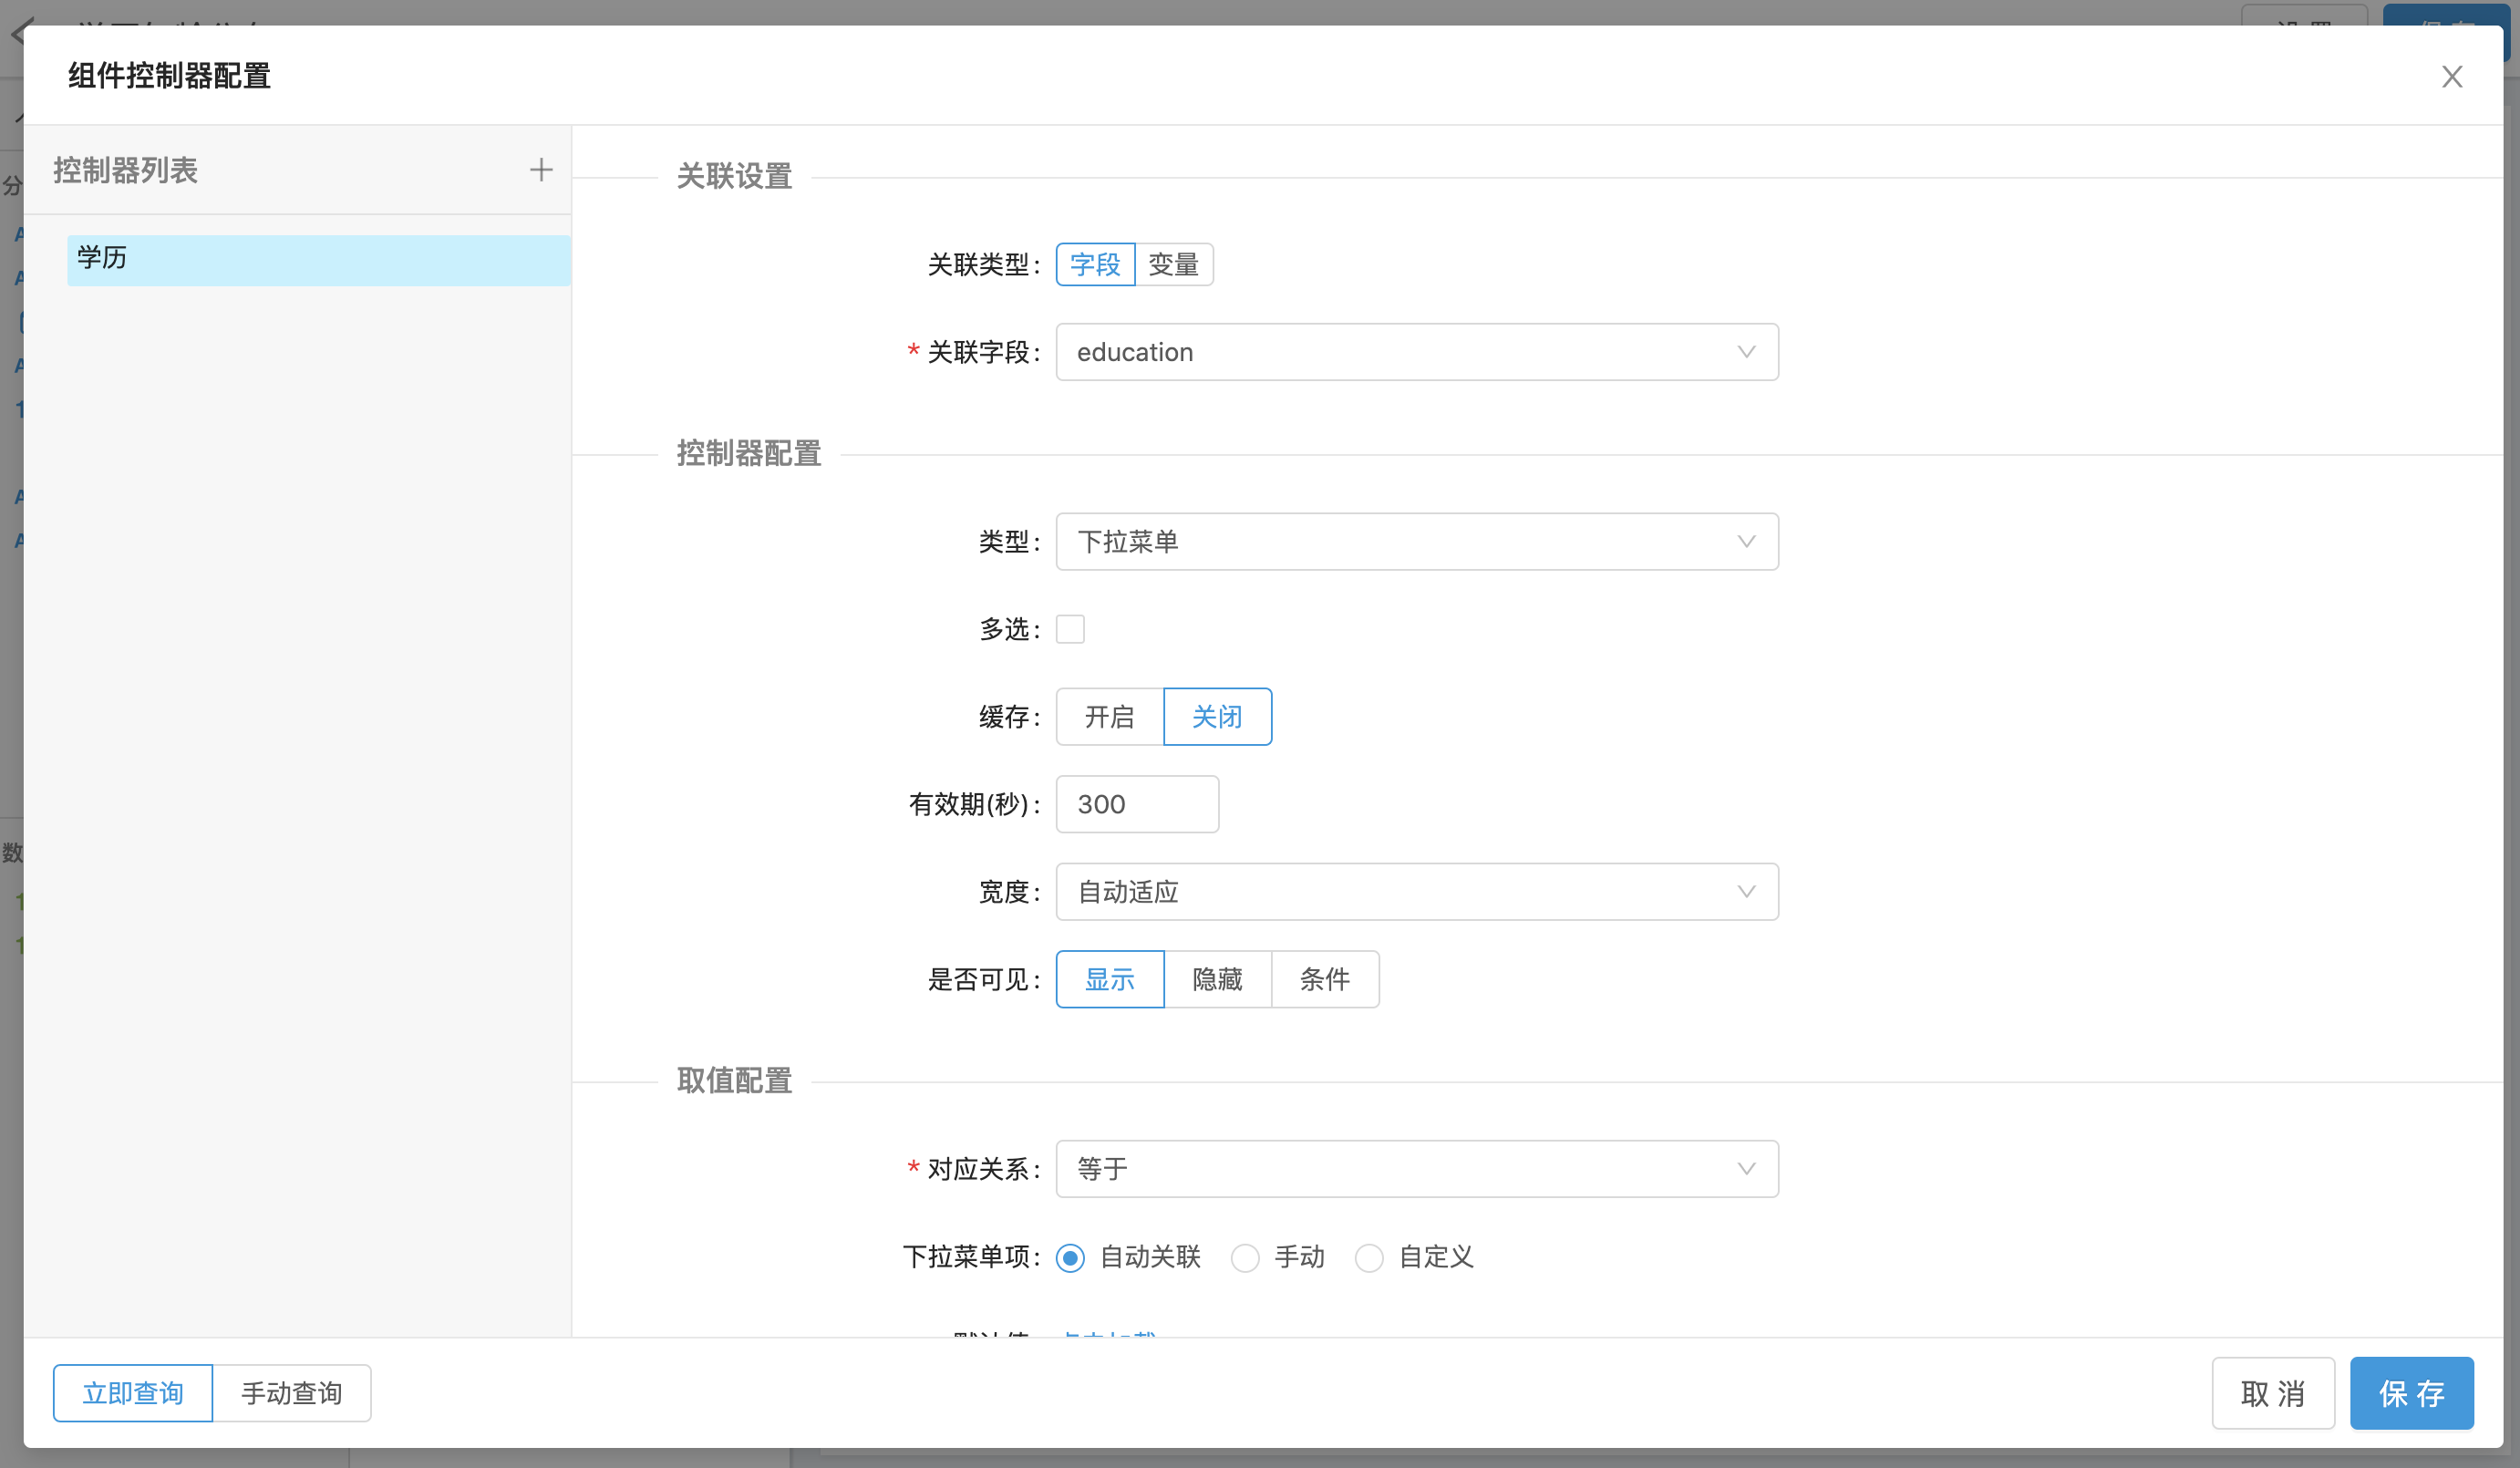 组件控制器配置
控制器列表
学历
关联设置
关联类型：
字段 变量
* 关联字段：
education
控制器配置
类型：
下拉菜单
多选：
缓存：
开启 关闭
有效期(秒)：
300
宽度：
自动适应
是否可见：
显示 隐藏 条件
取值配置
* 对应关系：
等于
下拉菜单项：
自动关联 手动 自定义
立即查询 手动查询
取 消 保 存
分
数